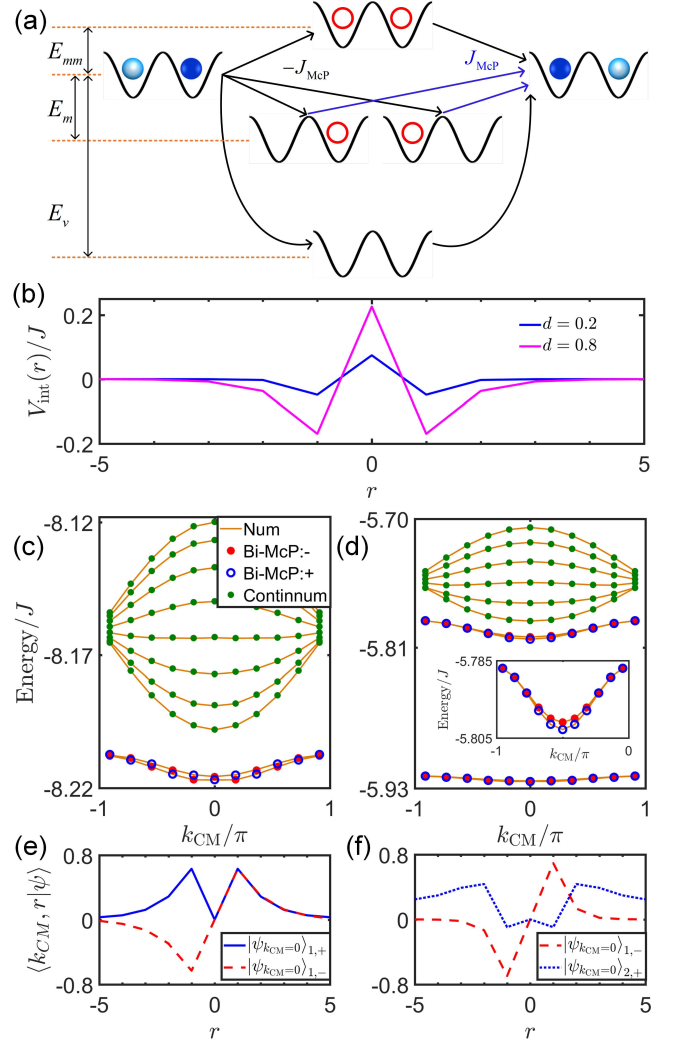 (a)
E_mm
E_m
E_v
−J_McP
J_McP
(b)
V_int(r)/J
0.2
0
-0.2
d = 0.2
d = 0.8
-5
0
5
r
(c)
Energy/J
-8.12
-8.17
-8.22
Num
Bi-McP:-
Bi-McP:+
Continnum
-1
0
1
k_CM/π
(d)
-5.70
-5.81
-5.93
Energy/J
-5.785
-5.805
-1
0
k_CM/π
-1
0
1
k_CM/π
(e)
⟨k_CM, r|ψ⟩
0.8
0
-0.8
|ψ_{k_CM=0}⟩_{1,+}
|ψ_{k_CM=0}⟩_{1,−}
-5
0
5
r
(f)
0.8
0
-0.8
|ψ_{k_CM=0}⟩_{1,−}
|ψ_{k_CM=0}⟩_{2,+}
-5
0
5
r